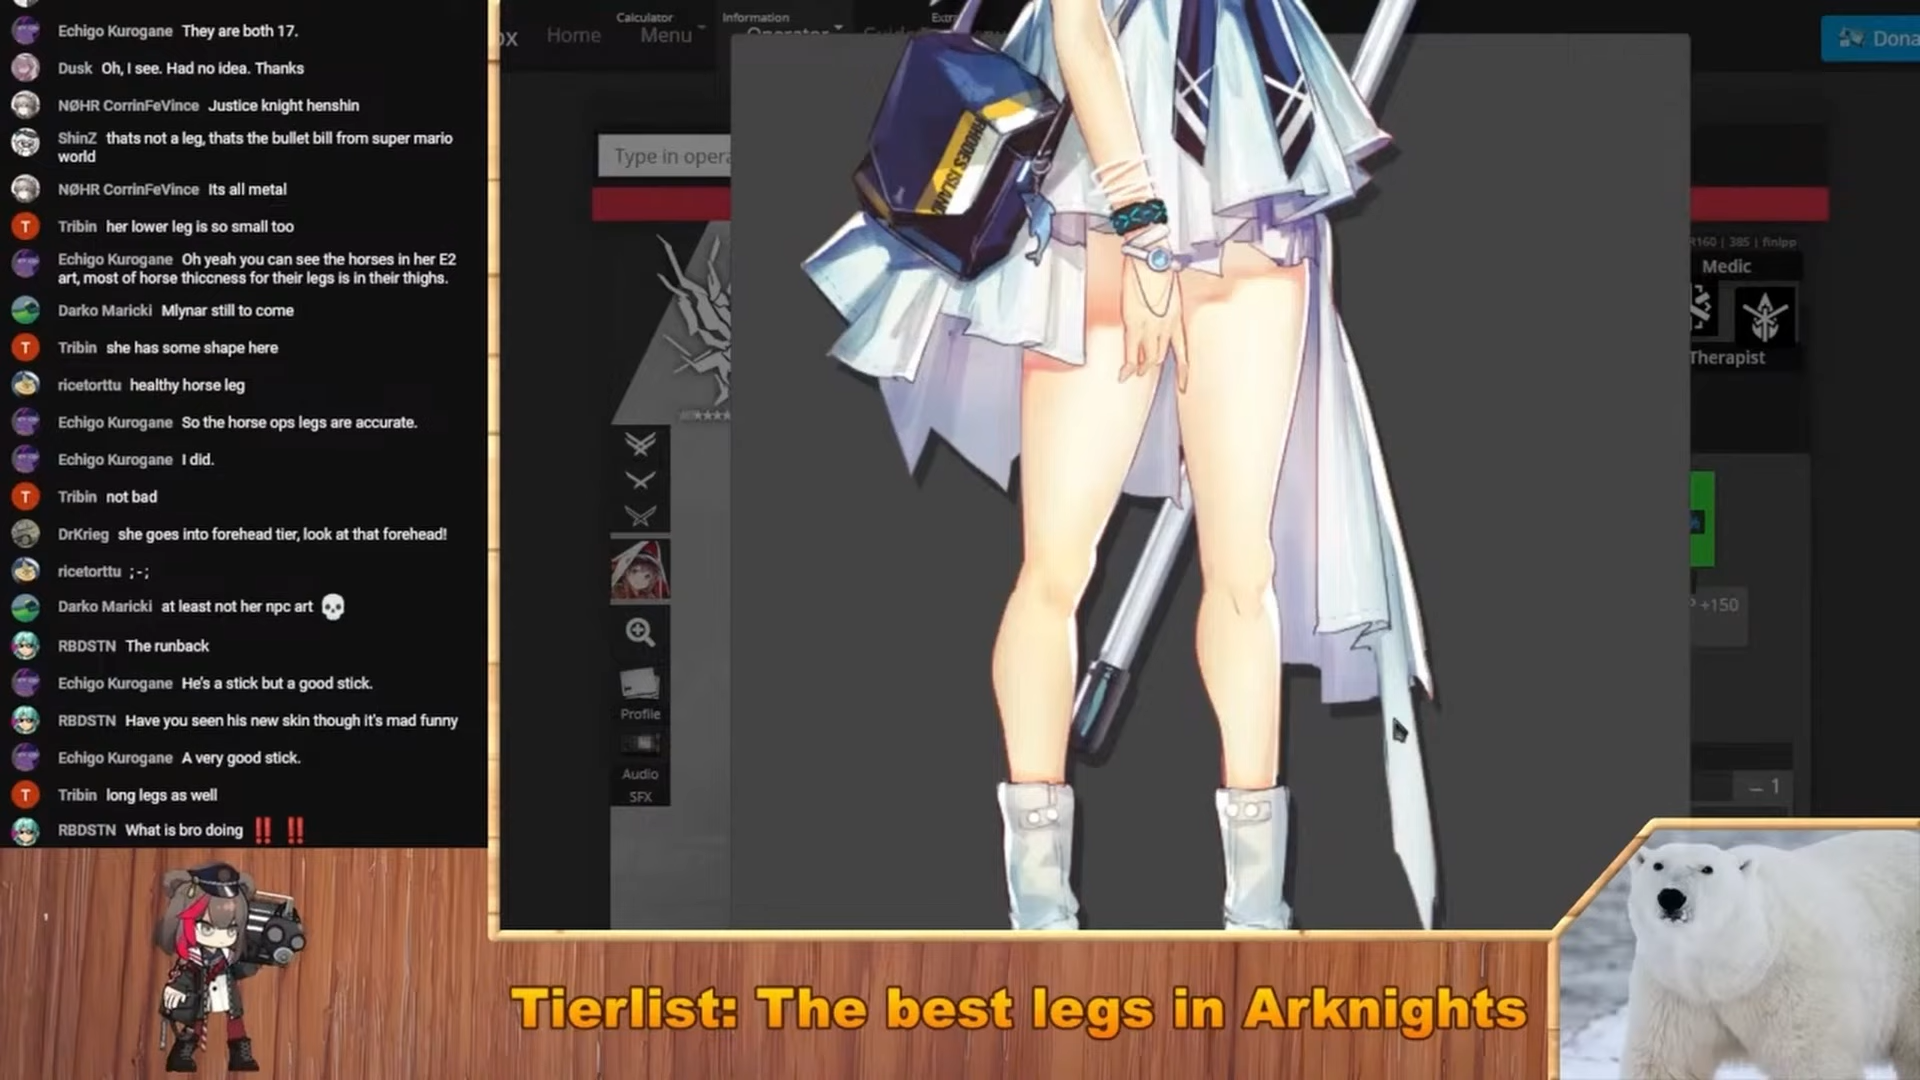 Echigo Kurogane They are both 17.
Dusk Oh, I see. Had no idea. Thanks
NØHR CorrinFeVince Justice knight henshin
ShinZ thats not a leg, thats the bullet bill from super mario
world
NØHR CorrinFeVince Its all metal
Tribin her lower leg is so small too
Echigo Kurogane Oh yeah you can see the horses in her E2
art, most of horse thiccness for their legs is in their thighs.
Darko Maricki Mlynar still to come
T
Tribin she has some shape here
ricetorttu healthy horse leg
Echigo Kurogane So the horse ops legs are accurate.
Echigo Kurogane I did.
T
Tribin not bad
DrKrieg she goes into forehead tier, look at that forehead!
ricetorttu ;-;
Darko Maricki at least not her npc art 💀
RBDSTN The runback
Echigo Kurogane He's a stick but a good stick.
RBDSTN Have you seen his new skin though it's mad funny
Echigo Kurogane A very good stick.
T
Tribin long legs as well
RBDSTN What is bro doing ‼️ ‼️
Calculator
Information
Home
Menu
Operator
Type in opera
RHODES ISLAND
Dona
R160 | 385 | finlpp
Medic
Therapist
+150
– 1
Profile
Audio
SFX
Tierlist: The best legs in Arknights